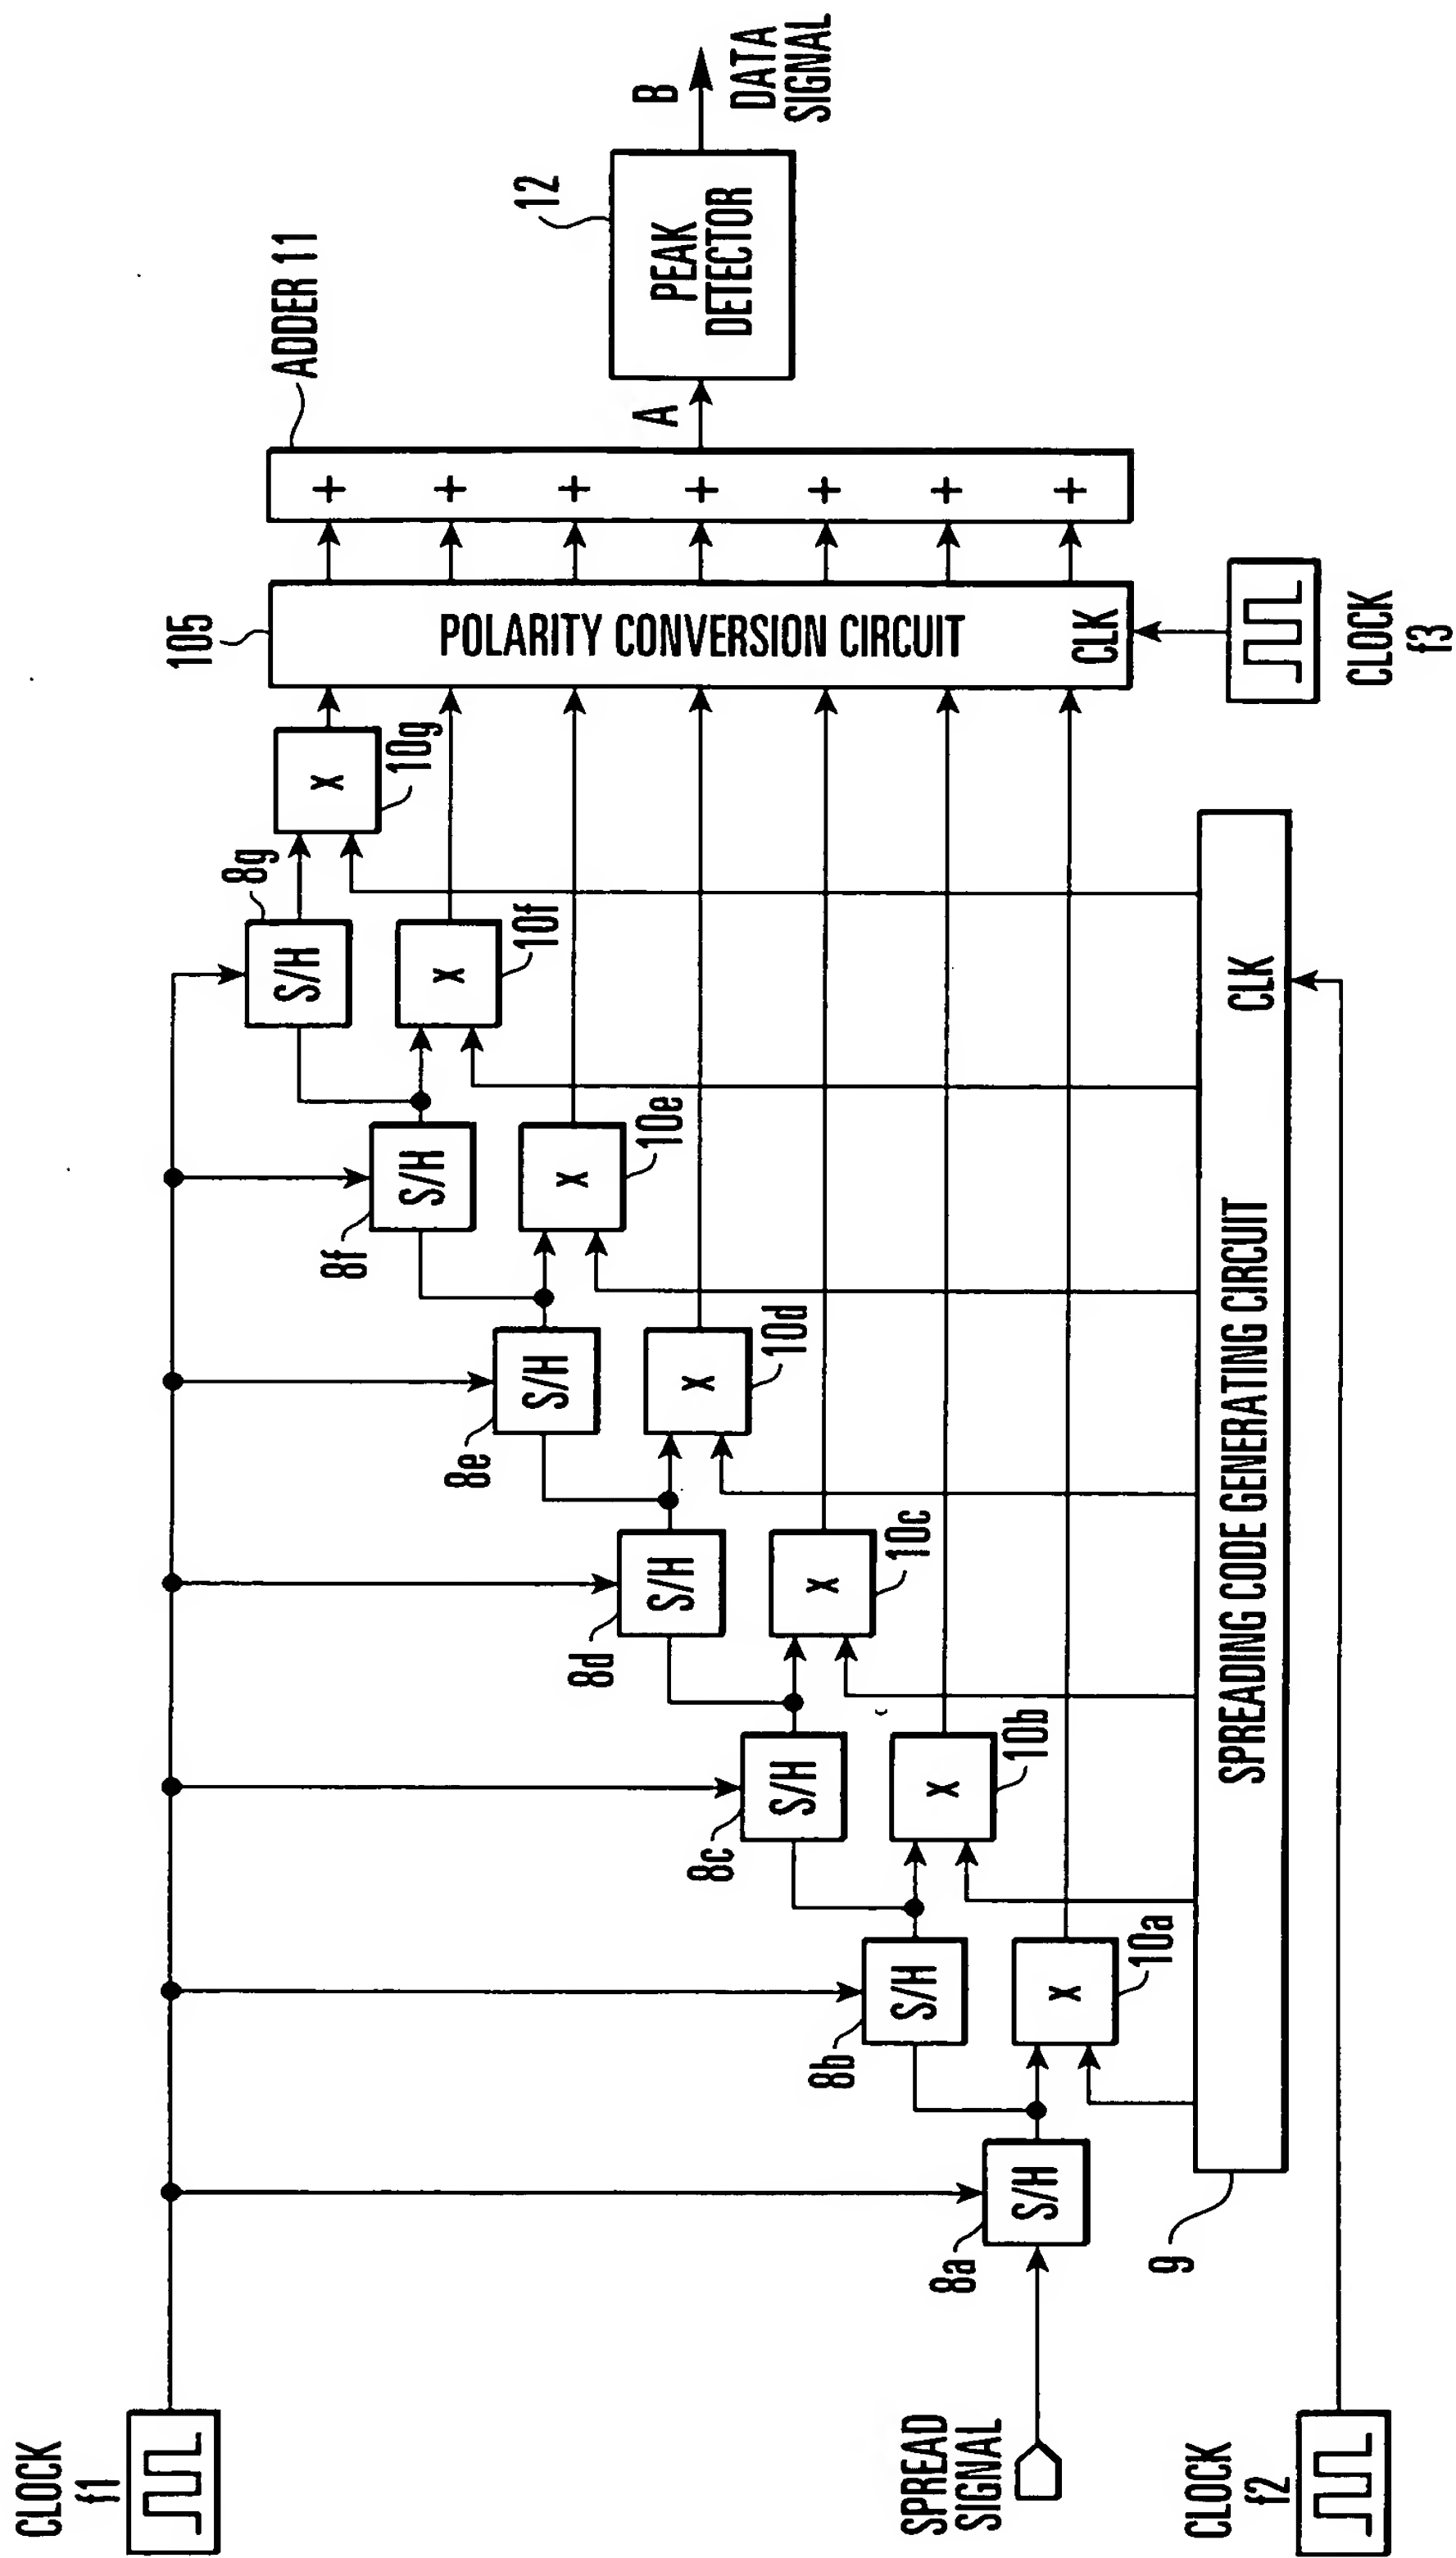 CLOCK
f1
SPREAD
SIGNAL
CLOCK
f2
8a
S/H
8b
S/H
8c
S/H
8d
S/H
8e
S/H
8f
S/H
8g
S/H
X
10a
X
10b
X
10c
X
10d
X
10e
X
10f
X
10g
9
SPREADING CODE GENERATING CIRCUIT
CLK
105
POLARITY CONVERSION CIRCUIT
CLK
CLOCK
f3
ADDER 11
+
+
+
+
+
+
+
A
12
PEAK
DETECTOR
B
DATA
SIGNAL